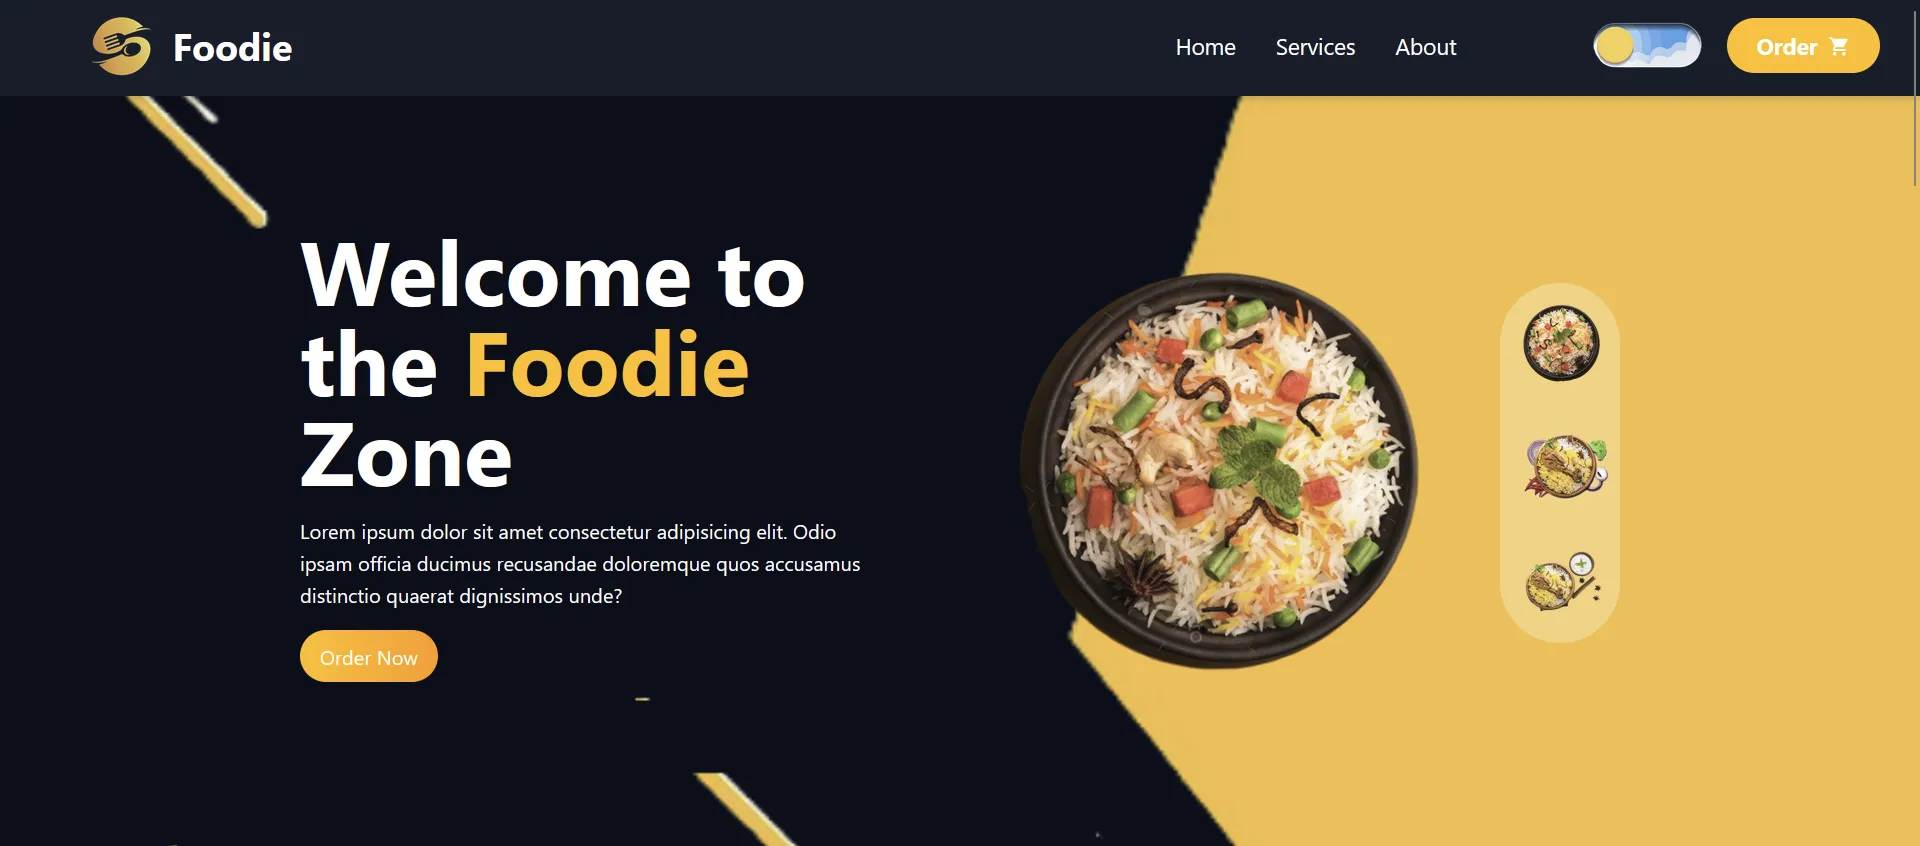 Foodie
Home
Services
About
Order
Welcome to
the Foodie
Zone
Lorem ipsum dolor sit amet consectetur adipisicing elit. Odio
ipsam officia ducimus recusandae doloremque quos accusamus
distinctio quaerat dignissimos unde?
Order Now